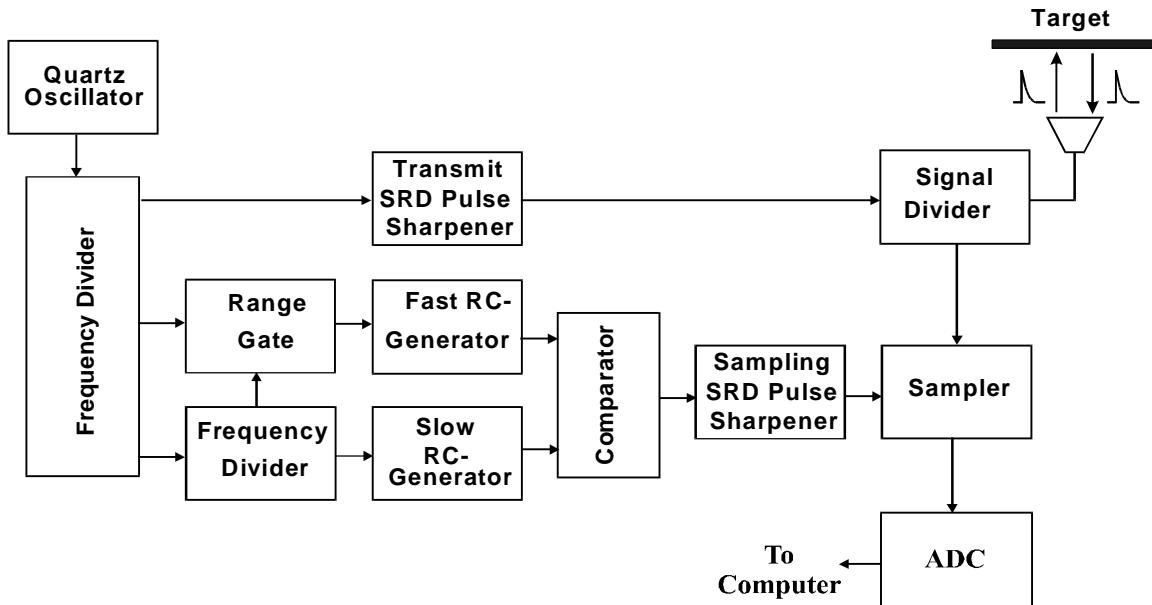 Target
Quartz
Oscillator
Transmit
SRD Pulse
Sharpener
Signal
Divider
Frequency Divider
Range
Gate
Fast RC-
Generator
Comparator
Sampling
SRD Pulse
Sharpener
Sampler
Frequency
Divider
Slow
RC-
Generator
To
Computer
ADC